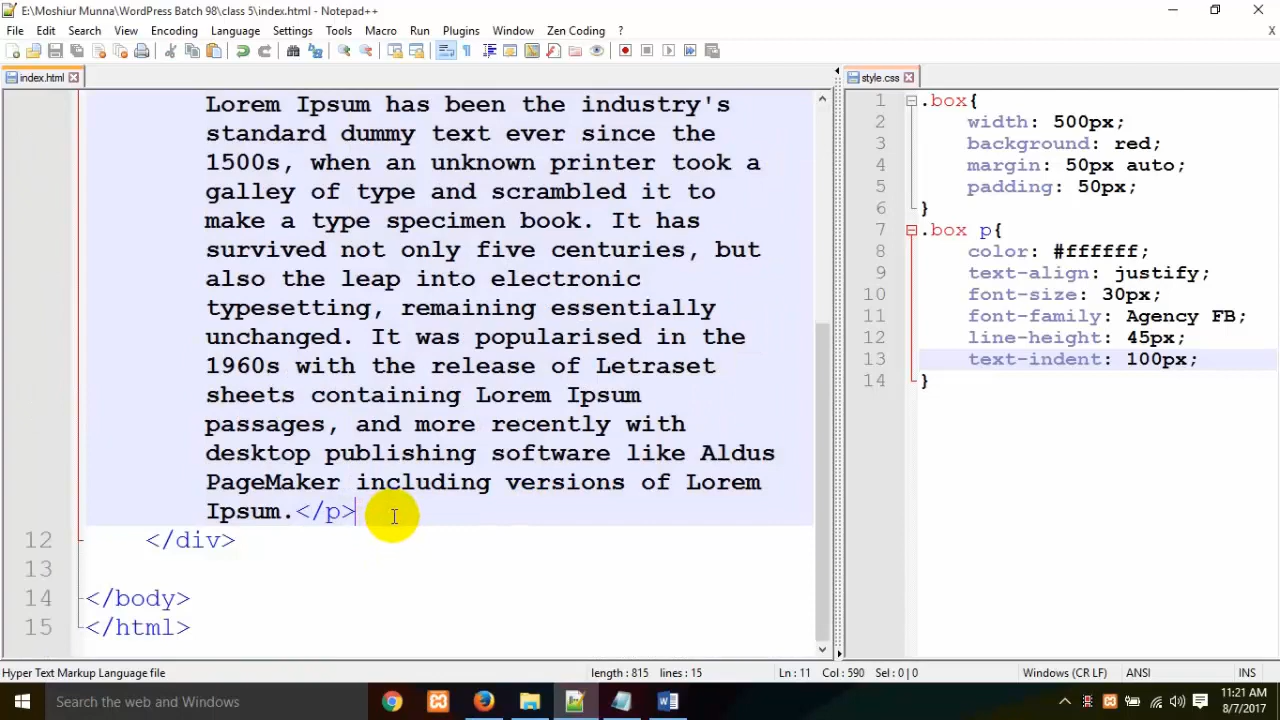 E:\Moshiur Munna\WordPress Batch 98\class 5\index.html - Notepad++
File Edit Search View Encoding Language Settings Tools Macro Run Plugins Window Zen Coding ?
X
index.html
Lorem Ipsum has been the industry's
standard dummy text ever since the
1500s, when an unknown printer took a
galley of type and scrambled it to
make a type specimen book. It has
survived not only five centuries, but
also the leap into electronic
typesetting, remaining essentially
unchanged. It was popularised in the
1960s with the release of Letraset
sheets containing Lorem Ipsum
passages, and more recently with
desktop publishing software like Aldus
PageMaker including versions of Lorem
Ipsum.</p>
12 </div>
13
14 </body>
15 </html>
style.css
1 .box{
2 width: 500px;
3 background: red;
4 margin: 50px auto;
5 padding: 50px;
6 }
7 .box p{
8 color: #ffffff;
9 text-align: justify;
10 font-size: 30px;
11 font-family: Agency FB;
12 line-height: 45px;
13 text-indent: 100px;
14 }
Hyper Text Markup Language file length : 815 lines : 15 Ln : 11 Col : 590 Sel : 0 | 0 Windows (CR LF) ANSI INS
Search the web and Windows
11:21 AM
8/7/2017